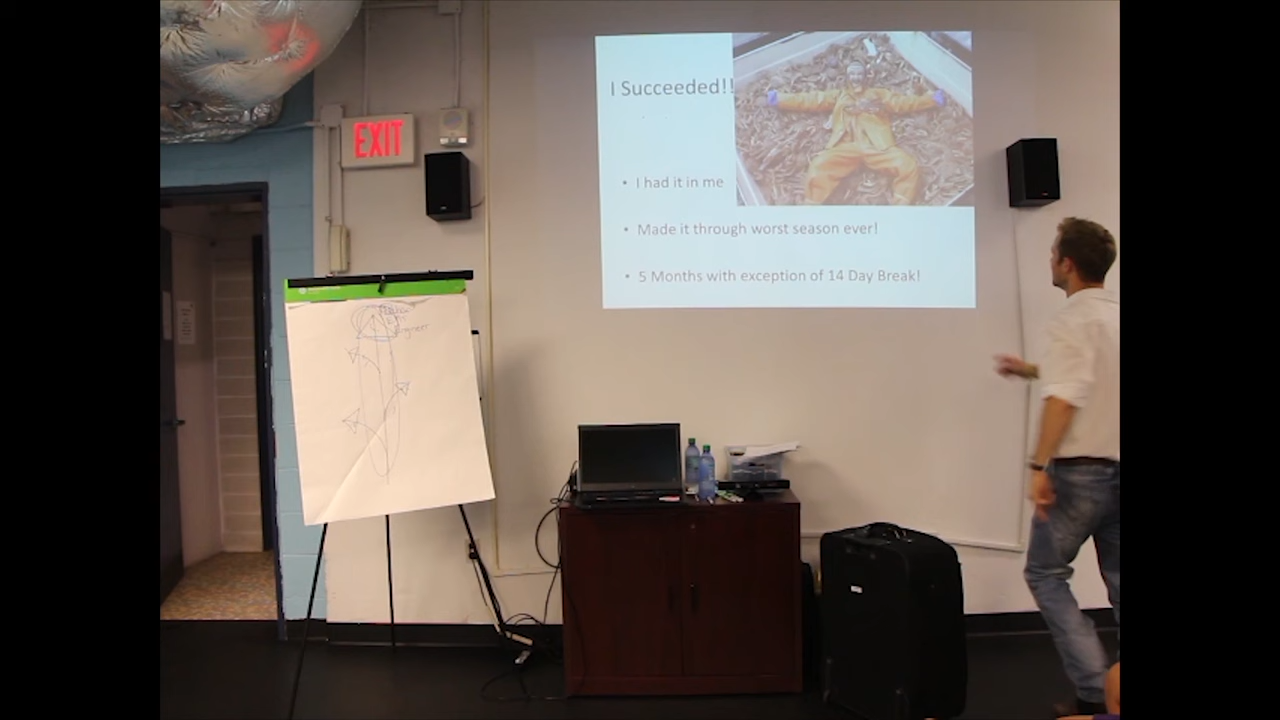 I Succeeded!!
EXIT
• I had it in me
• Made it through worst season ever!
• 5 Months with exception of 14 Day Break!